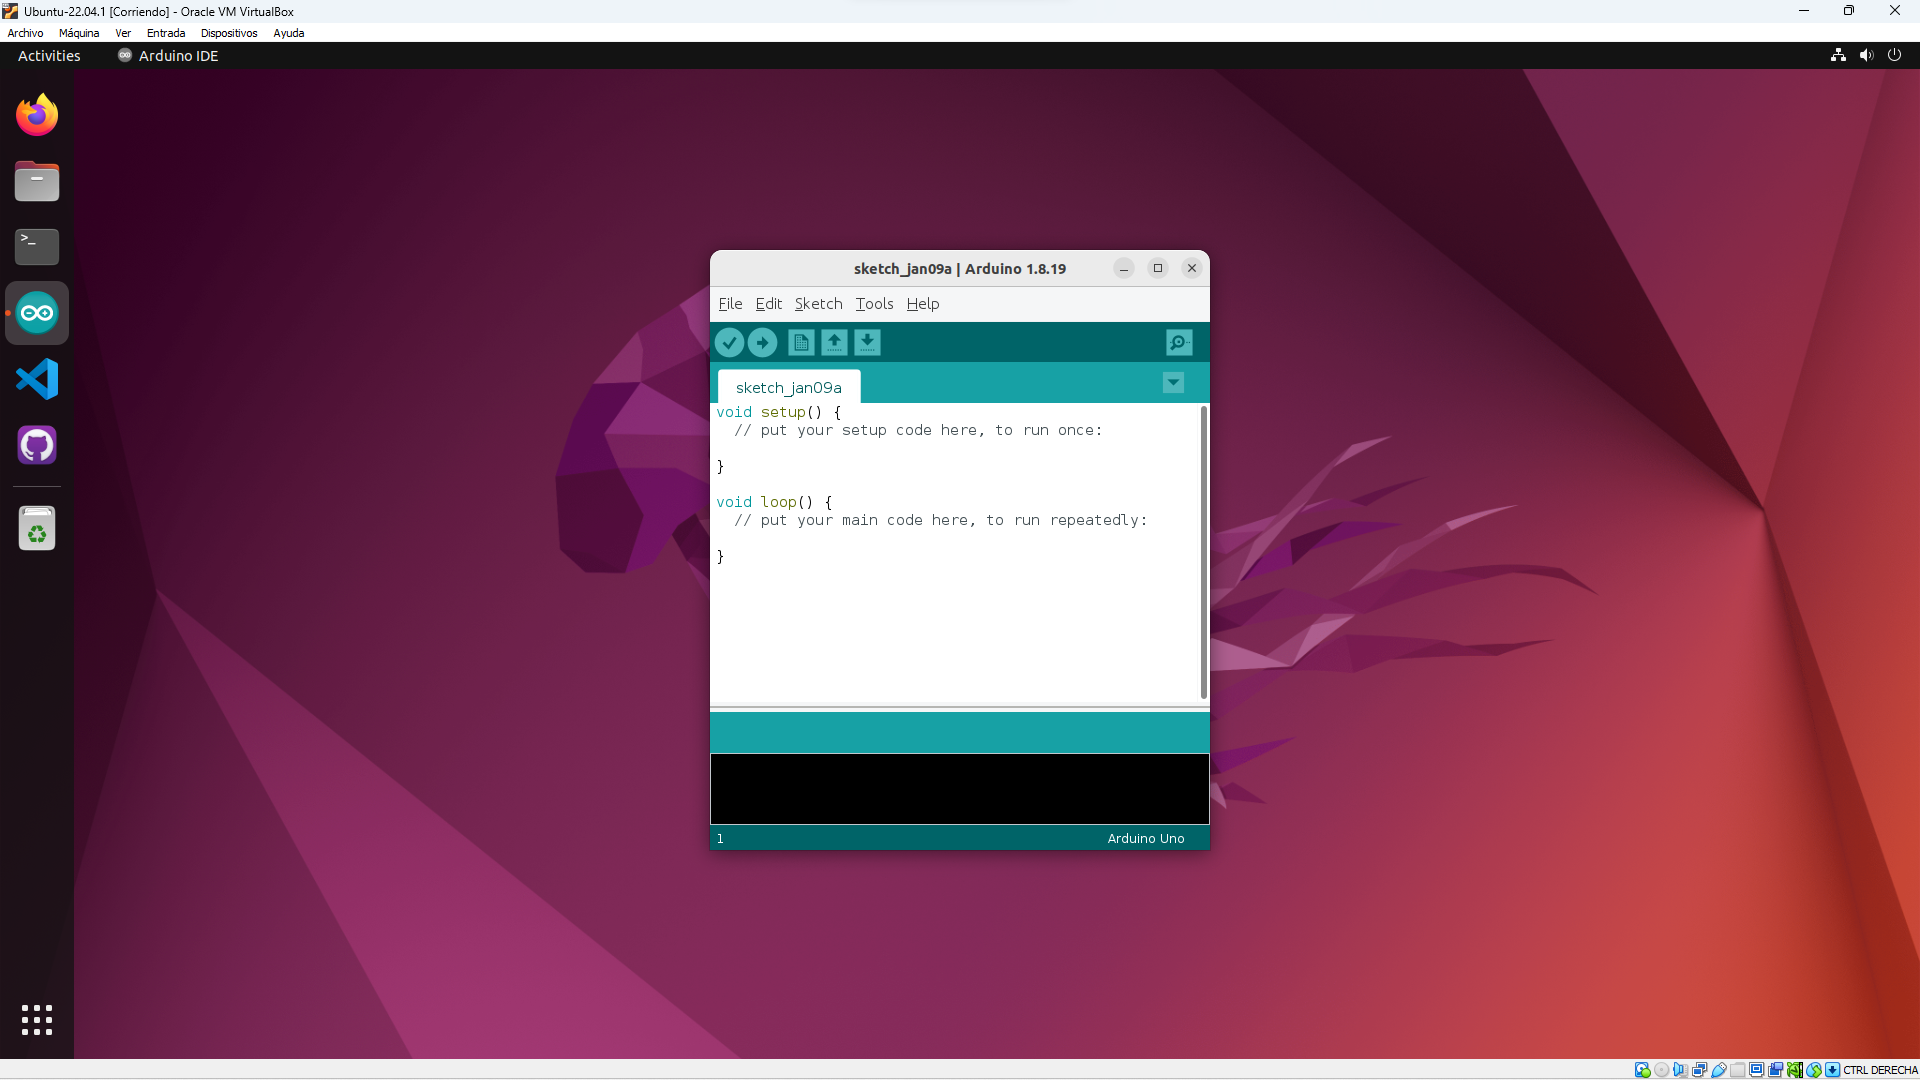 Ubuntu-22.04.1 [Corriendo] - Oracle VM VirtualBox
Archivo Máquina Ver Entrada Dispositivos Ayuda
Activities Arduino IDE
sketch_jan09a | Arduino 1.8.19
File Edit Sketch Tools Help
sketch_jan09a
void setup() {
// put your setup code here, to run once:
}
void loop() {
// put your main code here, to run repeatedly:
}
1 Arduino Uno
CTRL DERECHA